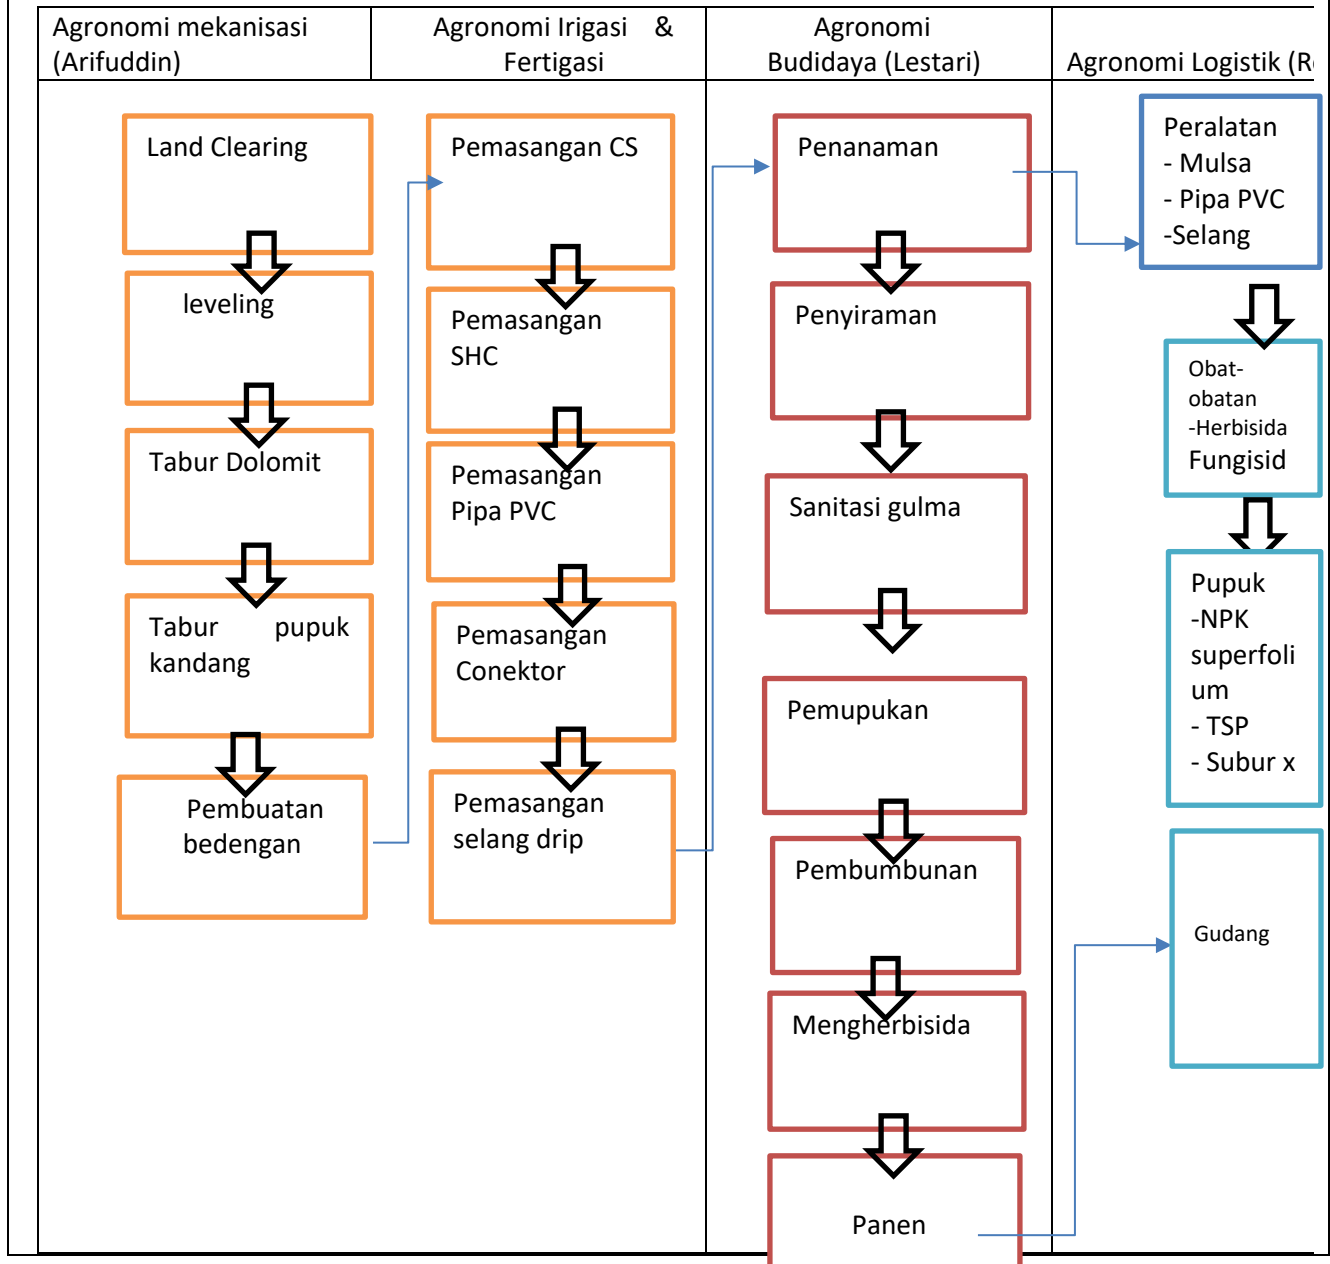 Agronomi mekanisasi
(Arifuddin)
Agronomi Irigasi &
Fertigasi
Agronomi
Budidaya (Lestari)
Agronomi Logistik
Land Clearing
leveling
Tabur Dolomit
Tabur pupuk
kandang
Pembuatan
bedengan
Pemasangan CS
Pemasangan
SHC
Pemasangan
Pipa PVC
Pemasangan
Conektor
Pemasangan
selang drip
Penanaman
Penyiraman
Sanitasi gulma
Pemupukan
Pembumbunan
Mengherbisida
Panen
Peralatan
- Mulsa
- Pipa PVC
-Selang
Obat-
obatan
-Herbisida
Fungisid
Pupuk
-NPK
superfoli
um
- TSP
- Subur x
Gudang